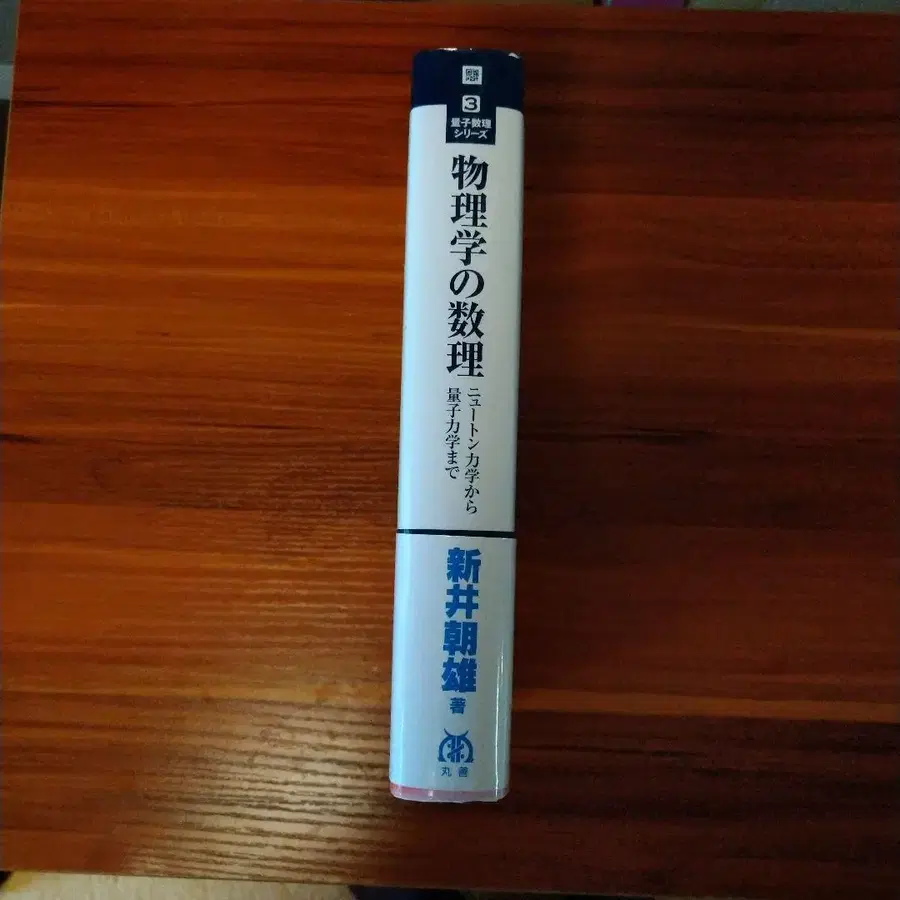 3
量子数理
シリーズ
物理学の数理
ニュートン力学から
量子力学まで
新井朝雄
著
丸善